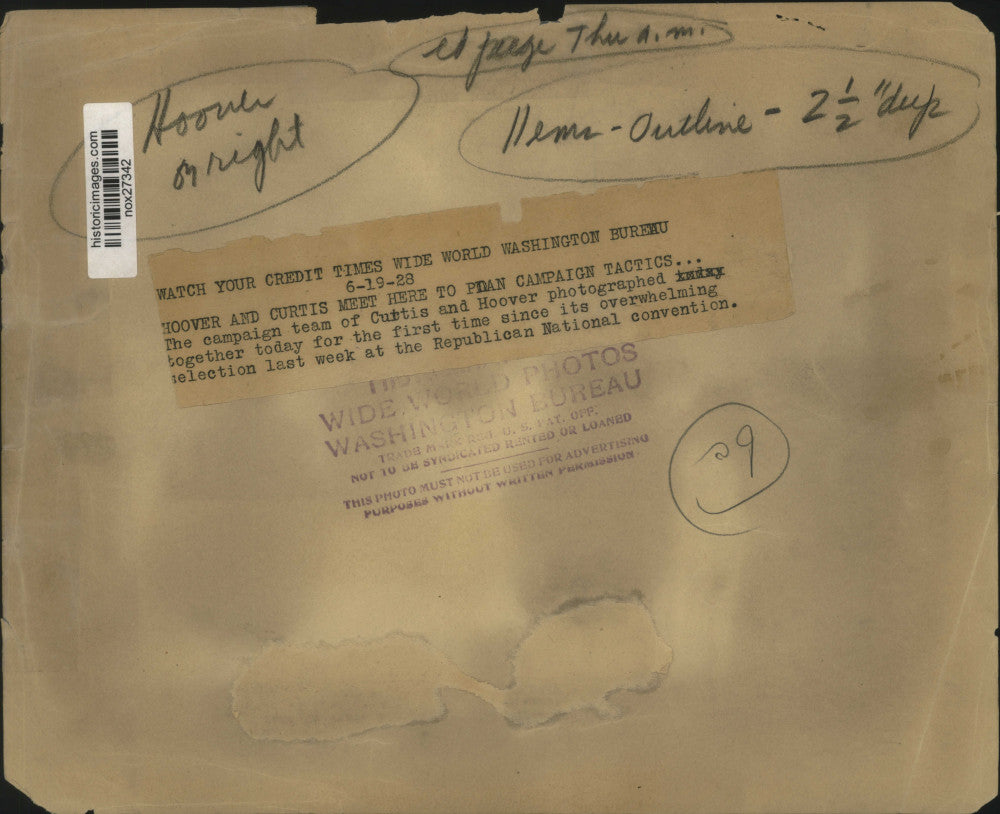 ed page Thu a.m.
Hoover
on right
Items - Outline - 2 1/2 "deep
historicimages.com
nox27342
WATCH YOUR CREDIT TIMES WIDE WORLD WASHINGTON BUREAU
6-19-28
HOOVER AND CURTIS MEET HERE TO PLAN CAMPAIGN TACTICS...
The campaign team of Curtis and Hoover photographed today
together today for the first time since its overwhelming
selection last week at the Republican National convention.
WIDE WORLD PHOTOS
WASHINGTON BUREAU
TRADE MARK REG. U. S. PAT. OFF.
NOT TO BE SYNDICATED RENTED OR LOANED
THIS PHOTO MUST NOT BE USED FOR ADVERTISING
PURPOSES WITHOUT WRITTEN PERMISSION
29